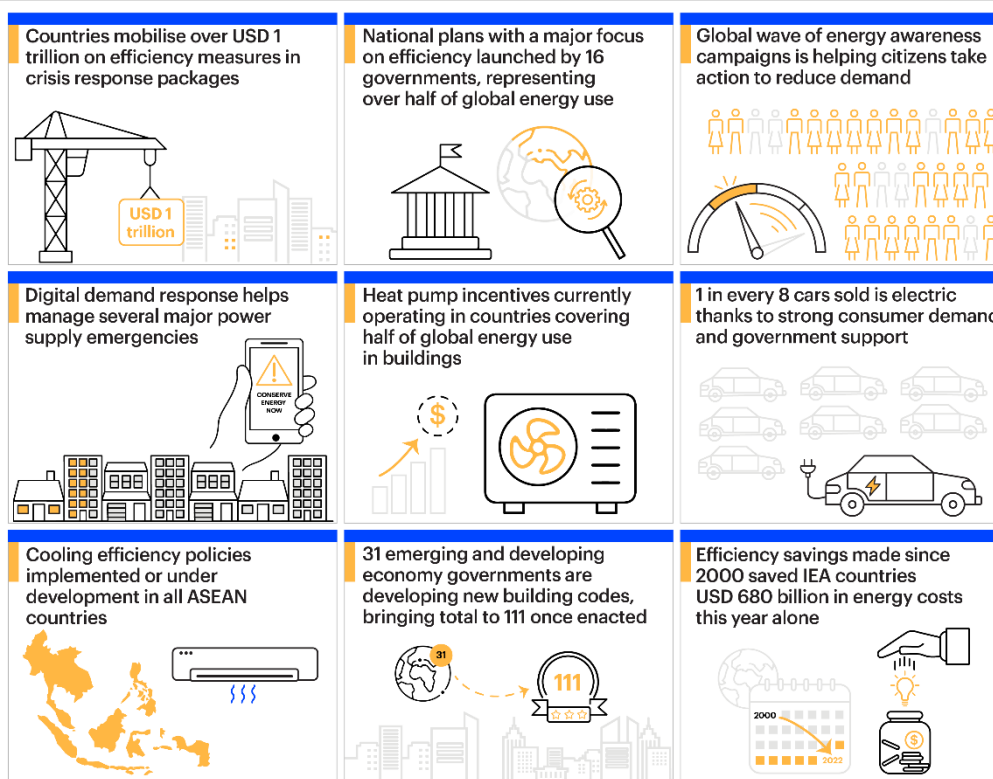 Countries mobilise over USD 1
trillion on efficiency measures in
crisis response packages
USD 1
trillion
National plans with a major focus
on efficiency launched by 16
governments, representing
over half of global energy use
Global wave of energy awareness
campaigns is helping citizens take
action to reduce demand
Digital demand response helps
manage several major power
supply emergencies
CONSERVE
ENERGY
NOW
Heat pump incentives currently
operating in countries covering
half of global energy use
in buildings
$
1 in every 8 cars sold is electric
thanks to strong consumer demand
and government support
Cooling efficiency policies
implemented or under
development in all ASEAN
countries
31 emerging and developing
economy governments are
developing new building codes,
bringing total to 111 once enacted
31
111
Efficiency savings made since
2000 saved IEA countries
USD 680 billion in energy costs
this year alone
2000
2022
$